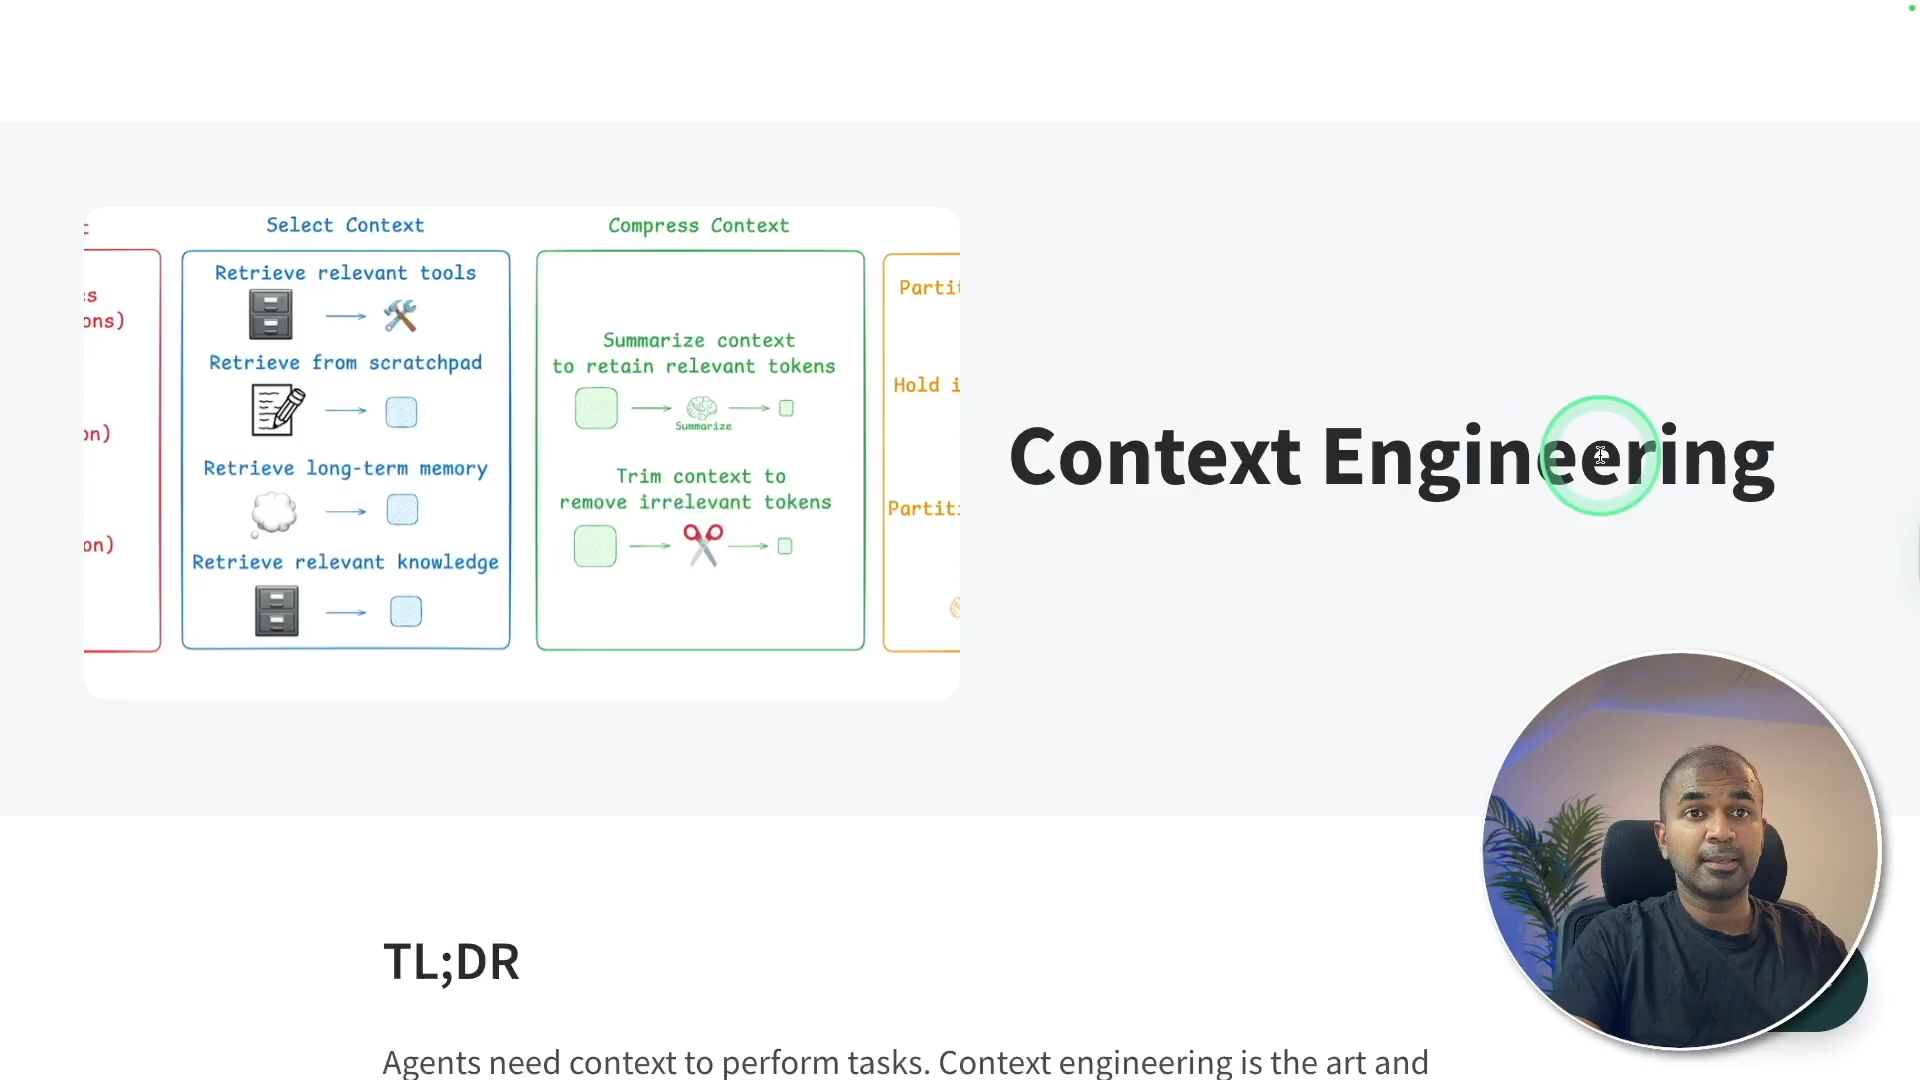 Select Context
Retrieve relevant tools
Retrieve from scratchpad
Retrieve long-term memory
Retrieve relevant knowledge
Compress Context
Summarize context
to retain relevant tokens
Summarize
Trim context to
remove irrelevant tokens
Hold
Context Engineering
TL;DR
Agents need context to perform tasks. Context engineering is the art and